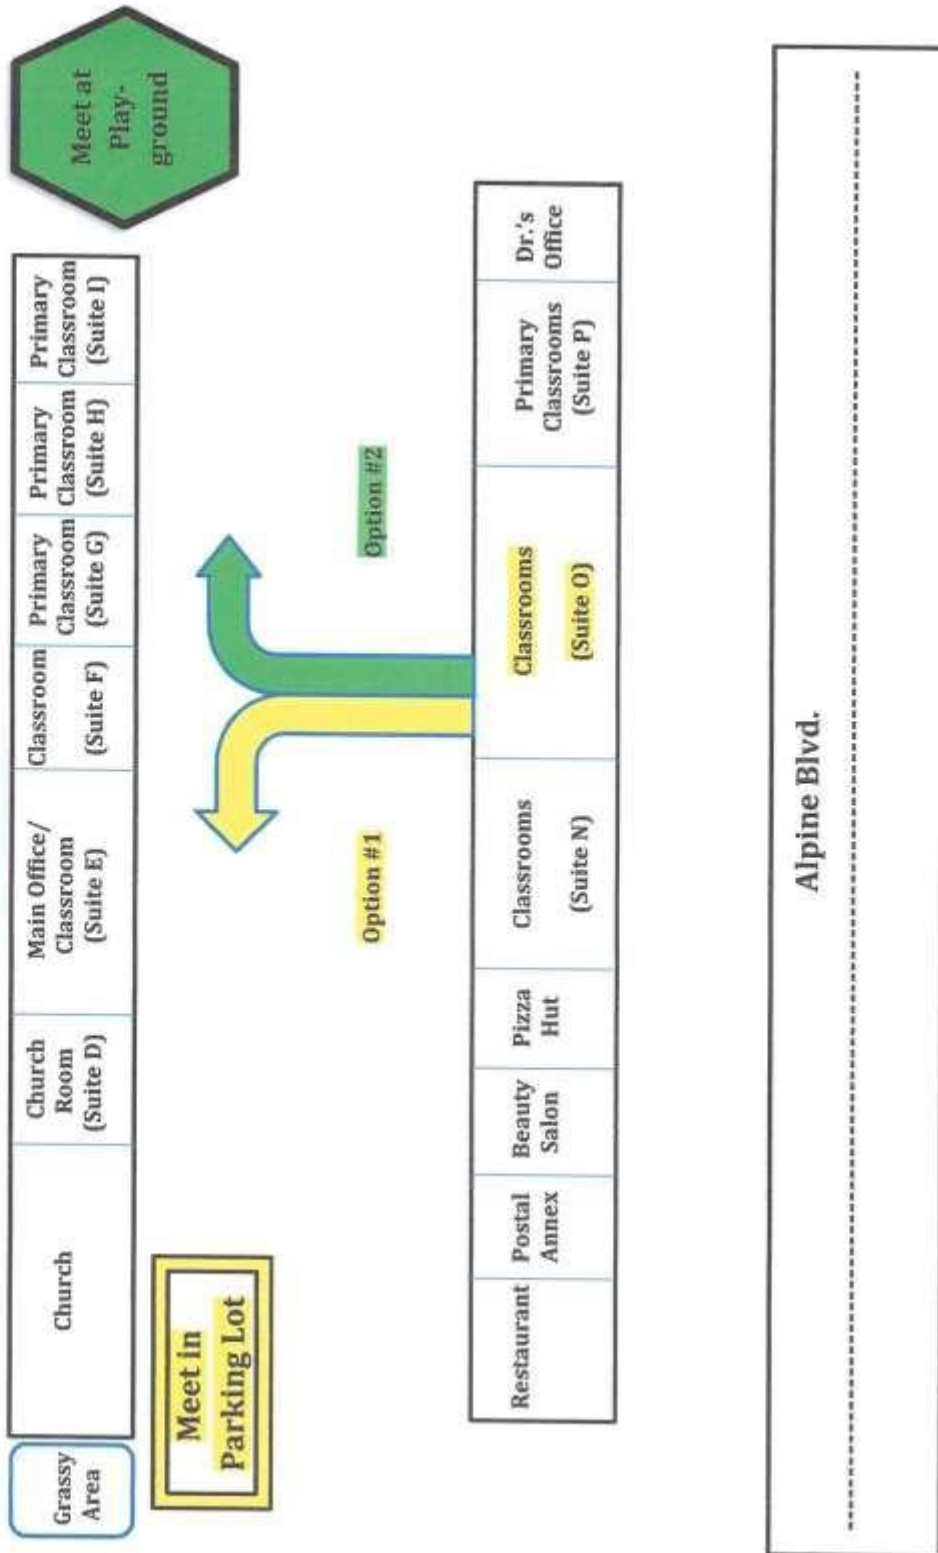 Grassy
Area
Church
Church
Room
(Suite D)
Main Office/
Classroom
(Suite E)
Classroom
(Suite F)
Primary
Classroom
(Suite G)
Primary
Classroom
(Suite H)
Primary
Classroom
(Suite I)
Meet at
Play-
ground
Meet in
Parking Lot
Option #1
Option #2
Restaurant
Postal
Annex
Beauty
Salon
Pizza
Hut
Classrooms
(Suite N)
Classrooms
(Suite O)
Primary
Classrooms
(Suite P)
Dr.'s
Office
Alpine Blvd.